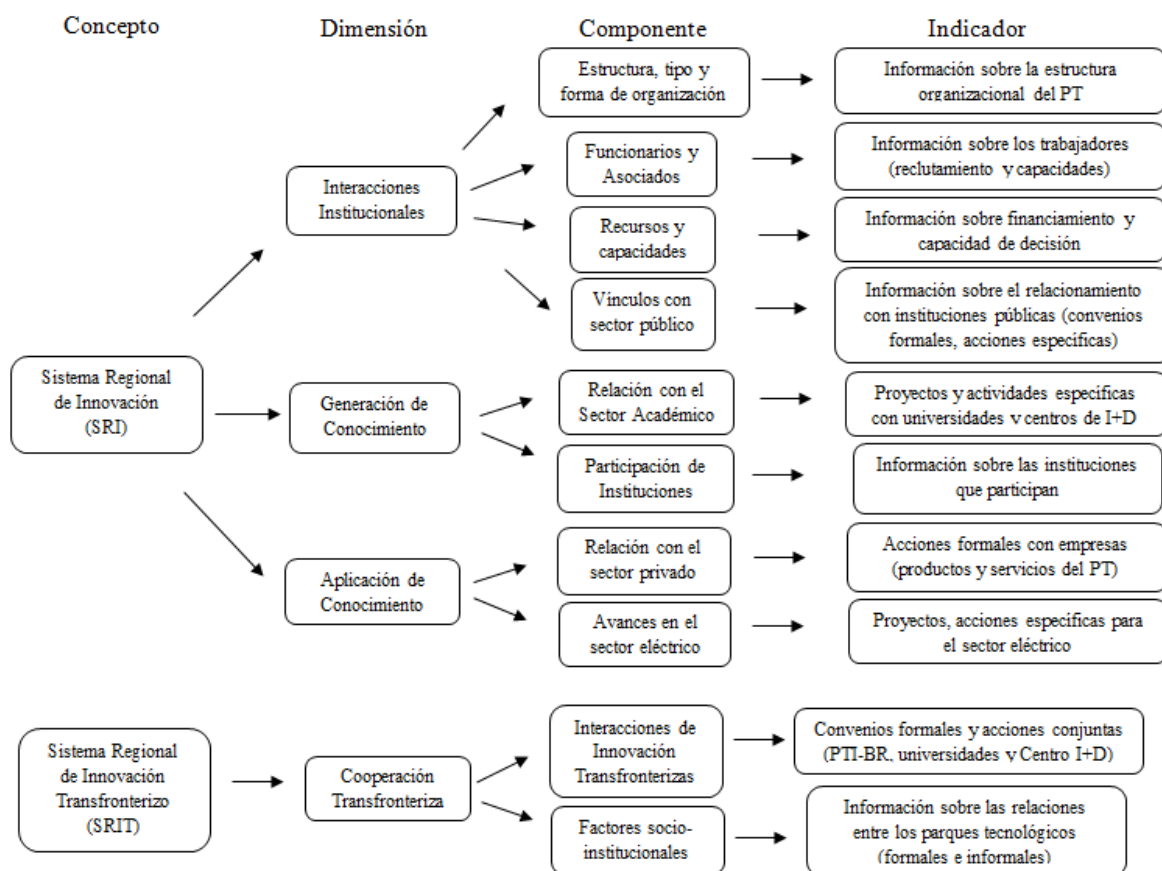 Concepto
Dimensión
Componente
Indicador
Estructura, tipo y
forma de organización
Información sobre la estructura
organizacional del PT
Interacciones
Institucionales
Funcionarios y
Asociados
Información sobre los trabajadores
(reclutamiento y capacidades)
Recursos y
capacidades
Información sobre financiamiento y
capacidad de decisión
Vínculos con
sector público
Información sobre el relacionamiento
con instituciones públicas (convenios
formales, acciones específicas)
Sistema Regional
de Innovación
(SRI)
Generación de
Conocimiento
Relación con el
Sector Académico
Proyectos y actividades específicas
con universidades y centros de I+D
Participación de
Instituciones
Información sobre las instituciones
que participan
Aplicación de
Conocimiento
Relación con el
sector privado
Acciones formales con empresas
(productos y servicios del PT)
Avances en el
sector eléctrico
Proyectos, acciones específicas para
el sector eléctrico
Sistema Regional
de Innovación
Transfronterizo
(SRIT)
Cooperación
Transfronteriza
Interacciones de
Innovación
Transfronterizas
Convenios formales y acciones conjuntas
(PTI-BR, universidades y Centro I+D)
Factores socio-
institucionales
Información sobre las relaciones
entre los parques tecnológicos
(formales e informales)